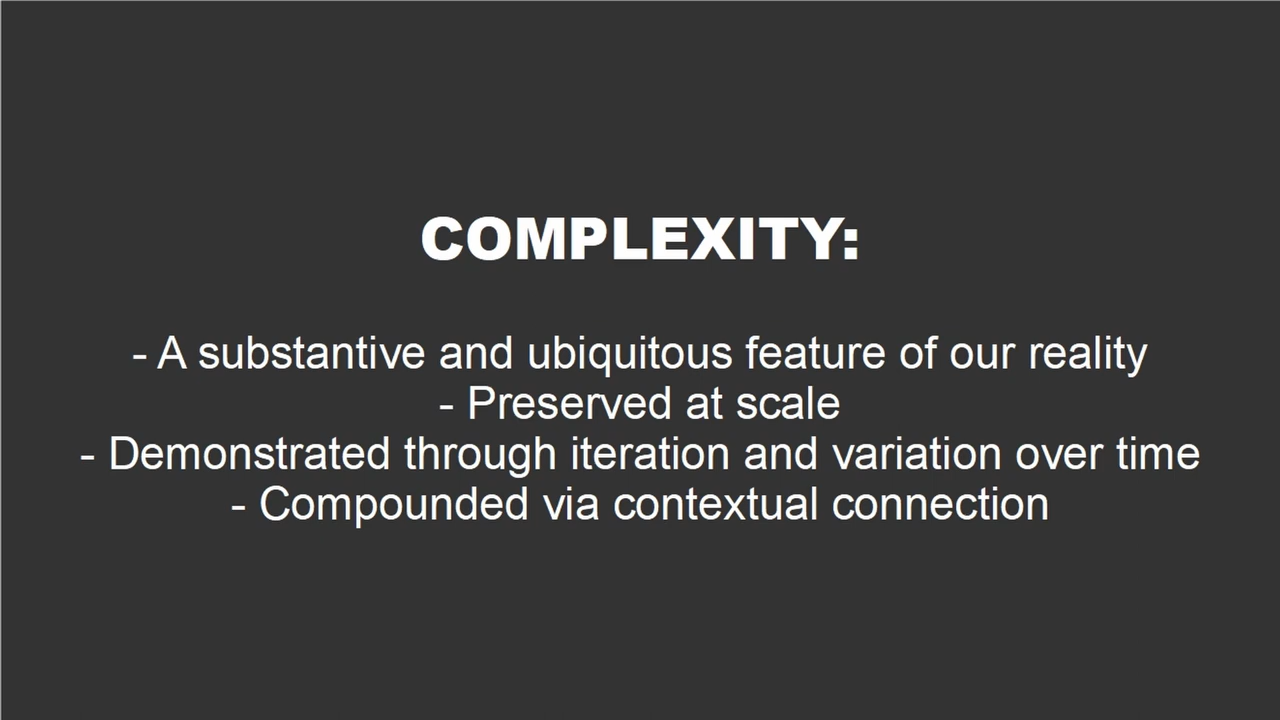 COMPLEXITY:
- A substantive and ubiquitous feature of our reality
- Preserved at scale
- Demonstrated through iteration and variation over time
- Compounded via contextual connection